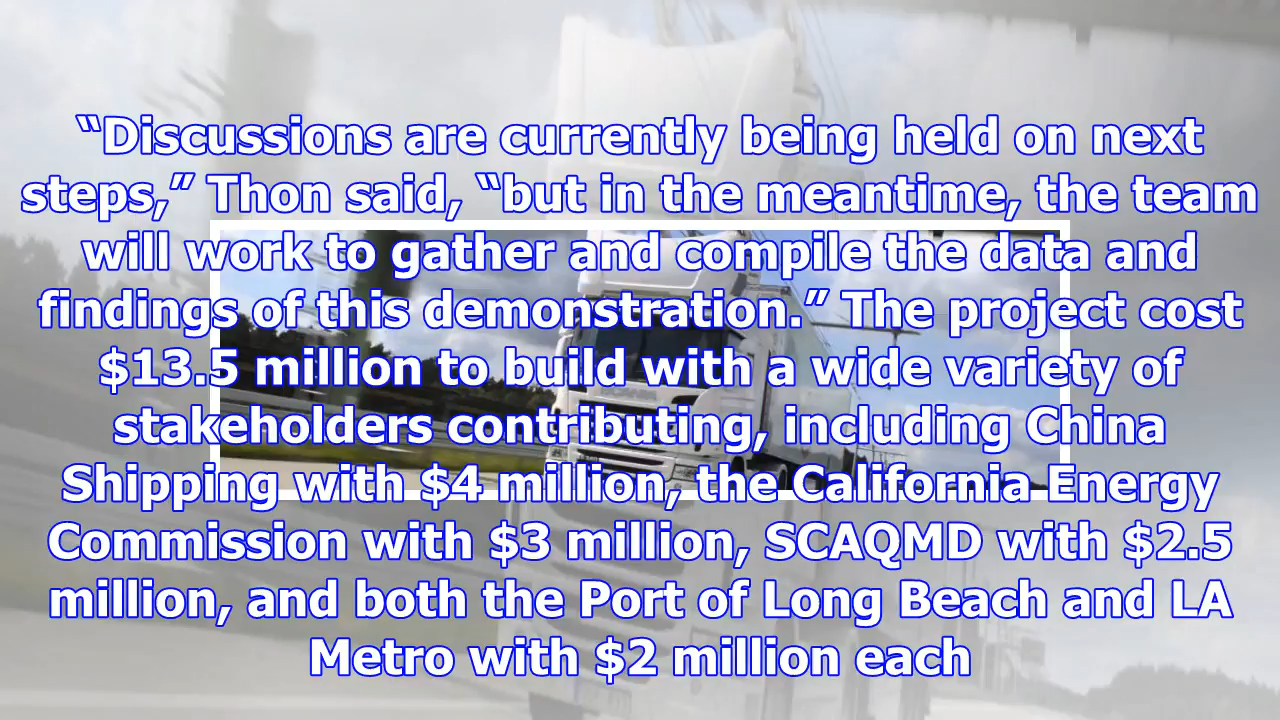 “Discussions are currently being held on next
steps,” Thon said, “but in the meantime, the team
will work to gather and compile the data and
findings of this demonstration.” The project cost
$13.5 million to build with a wide variety of
stakeholders contributing, including China
Shipping with $4 million, the California Energy
Commission with $3 million, SCAQMD with $2.5
million, and both the Port of Long Beach and LA
Metro with $2 million each